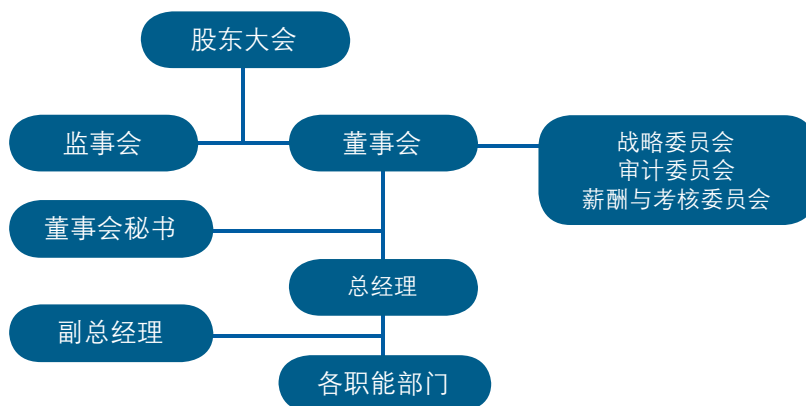 股东大会
监事会
董事会
战略委员会
审计委员会
薪酬与考核委员会
董事会秘书
总经理
副总经理
各职能部门